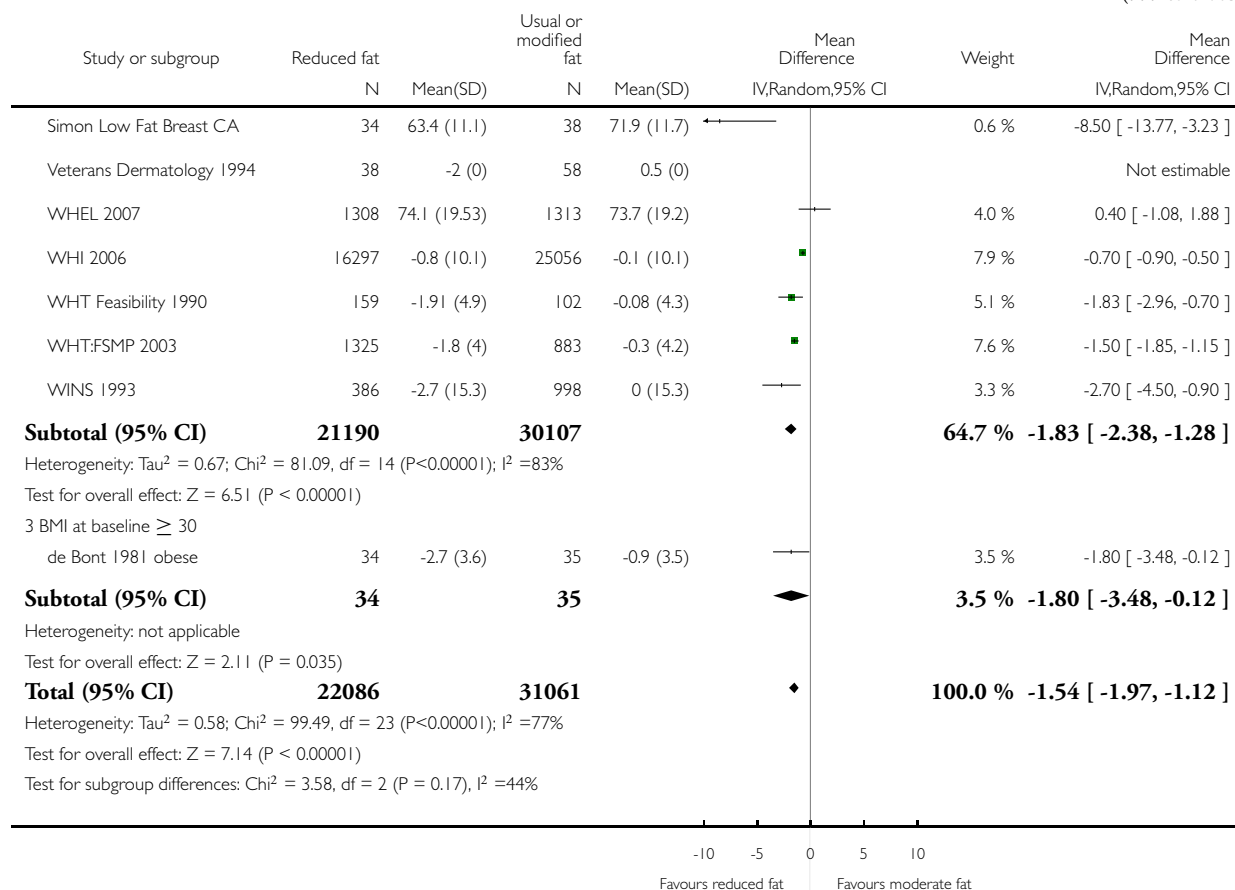 Usual or
modified
Study or subgroup Reduced fat fat Mean Difference Weight Mean Difference
N Mean(SD) N Mean(SD) IV,Random,95% CI IV,Random,95% CI
Simon Low Fat Breast CA 34 63.4 (11.1) 38 71.9 (11.7) 0.6 % -8.50 [ -13.77, -3.23 ]
Veterans Dermatology 1994 38 -2 (0) 58 0.5 (0) Not estimable
WHEL 2007 1308 74.1 (19.53) 1313 73.7 (19.2) 4.0 % 0.40 [ -1.08, 1.88 ]
WHI 2006 16297 -0.8 (10.1) 25056 -0.1 (10.1) 7.9 % -0.70 [ -0.90, -0.50 ]
WHT Feasibility 1990 159 -1.91 (4.9) 102 -0.08 (4.3) 5.1 % -1.83 [ -2.96, -0.70 ]
WHT:FSMP 2003 1325 -1.8 (4) 883 -0.3 (4.2) 7.6 % -1.50 [ -1.85, -1.15 ]
WINS 1993 386 -2.7 (15.3) 998 0 (15.3) 3.3 % -2.70 [ -4.50, -0.90 ]
Subtotal (95% CI) 21190 30107 64.7 % -1.83 [ -2.38, -1.28 ]
Heterogeneity: Tau² = 0.67; Chi² = 81.09, df = 14 (P<0.00001); I² =83%
Test for overall effect: Z = 6.51 (P < 0.00001)
3 BMI at baseline ≥ 30
de Bont 1981 obese 34 -2.7 (3.6) 35 -0.9 (3.5) 3.5 % -1.80 [ -3.48, -0.12 ]
Subtotal (95% CI) 34 35 3.5 % -1.80 [ -3.48, -0.12 ]
Heterogeneity: not applicable
Test for overall effect: Z = 2.11 (P = 0.035)
Total (95% CI) 22086 31061 100.0 % -1.54 [ -1.97, -1.12 ]
Heterogeneity: Tau² = 0.58; Chi² = 99.49, df = 23 (P<0.00001); I² =77%
Test for overall effect: Z = 7.14 (P < 0.00001)
Test for subgroup differences: Chi² = 3.58, df = 2 (P = 0.17), I² =44%
-10 -5 0 5 10
Favours reduced fat Favours moderate fat